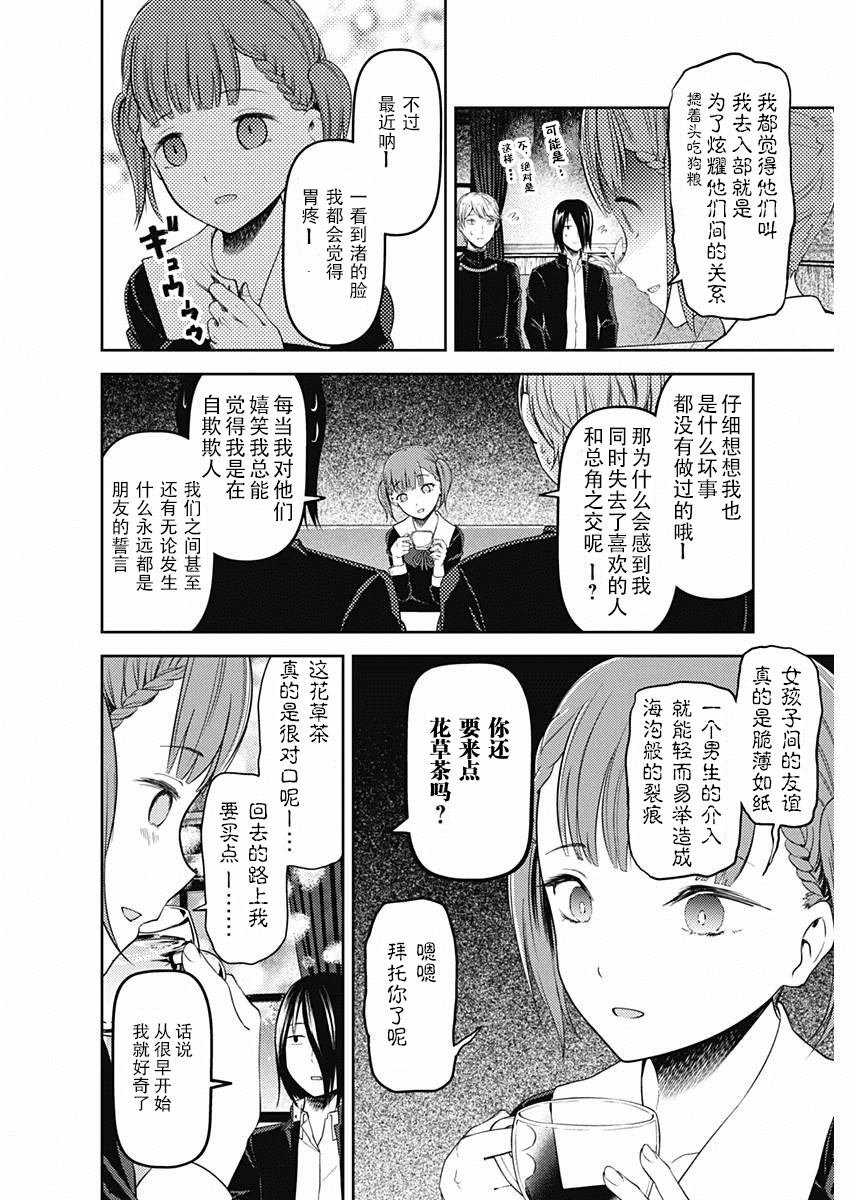 我都觉得他们叫
我去入部就是
为了炫耀他们间的关系
摁着头吃狗粮
可能是…
不，绝对是
这样…
不过
最近呐ー
一看到渚的脸
我都会觉得
胃疼ー
ギュウゥゥ
仔细想想我也
是什么坏事
都没有做过的哦ー
那为什么会感到我
同时失去了喜欢的人
和总角之交呢ー？
每当我对他们
嬉笑我总能
觉得我是在
自欺欺人
我们之间甚至
还有无论发生
什么永远都是
朋友的誓言
女孩子间的友谊
真的是脆薄如纸
一个男生的介入
就能轻而易举造成
海沟般的裂痕
你还
要来点
花草茶吗？
嗯嗯
拜托你了呢
这花草茶
真的是很对口呢ー…
回去的路上我
要买点ー……
话说
从很早开始
我就好奇了